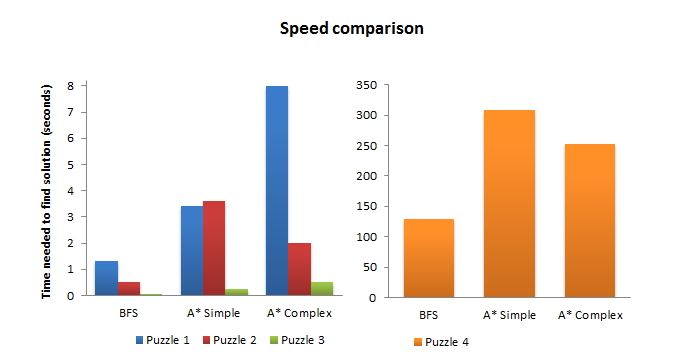 Speed comparison
Time needed to find solution (seconds)
8
7
6
5
4
3
2
1
0
BFS A* Simple A* Complex
Puzzle 1 Puzzle 2 Puzzle 3
350
300
250
200
150
100
50
0
BFS A* Simple A* Complex
Puzzle 4